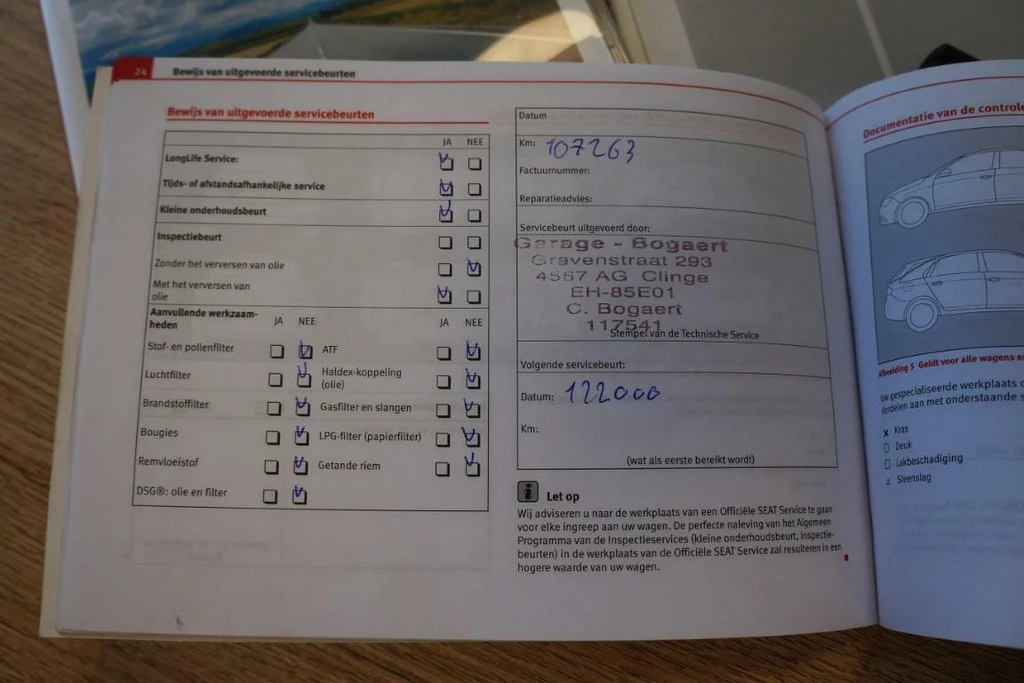 24
Bewijs van uitgevoerde servicebeurten
Bewijs van uitgevoerde servicebeurten
JA NEE
LongLife Service:
Tijds- of afstandsafhankelijke service
Kleine onderhoudsbeurt
Inspectiebeurt
Zonder het verversen van olie
Met het verversen van
olie
Aanvullende werkzaam-
heden
JA NEE
JA NEE
Stof- en pollenfilter
ATF
Luchtfilter
Haldex-koppeling
(olie)
Brandstoffilter
Gasfilter en slangen
Bougies
LPG-filter (papierfilter)
Remvloeistof
Getande riem
DSG®: olie en filter
Datum
Km: 107263
Factuurnummer:
Reparatieadvies:
Servicebeurt uitgevoerd door:
Garage - Bogaert
Gravenstraat 293
4567 AG Clinge
EH-85E01
C. Bogaert
117541
Stempel van de Technische Service
Volgende servicebeurt:
Datum: 122000
Km:
(wat als eerste bereikt wordt)
i Let op
Wij adviseren u naar de werkplaats van een Officiële SEAT Service te gaan
voor elke ingreep aan uw wagen. De perfecte naleving van het Algemeen
Programma van de Inspectieservices (kleine onderhoudsbeurt, inspectie-
beurten) in de werkplaats van de Officiële SEAT Service zal resulteren in een
hogere waarde van uw wagen.
Documentatie van de controle
Afbeelding 5 Geldt voor alle wagens
Uw gespecialiseerde werkplaats
aan met onderstaande
x Kras
Deuk
Lakbeschadiging
Steenslag